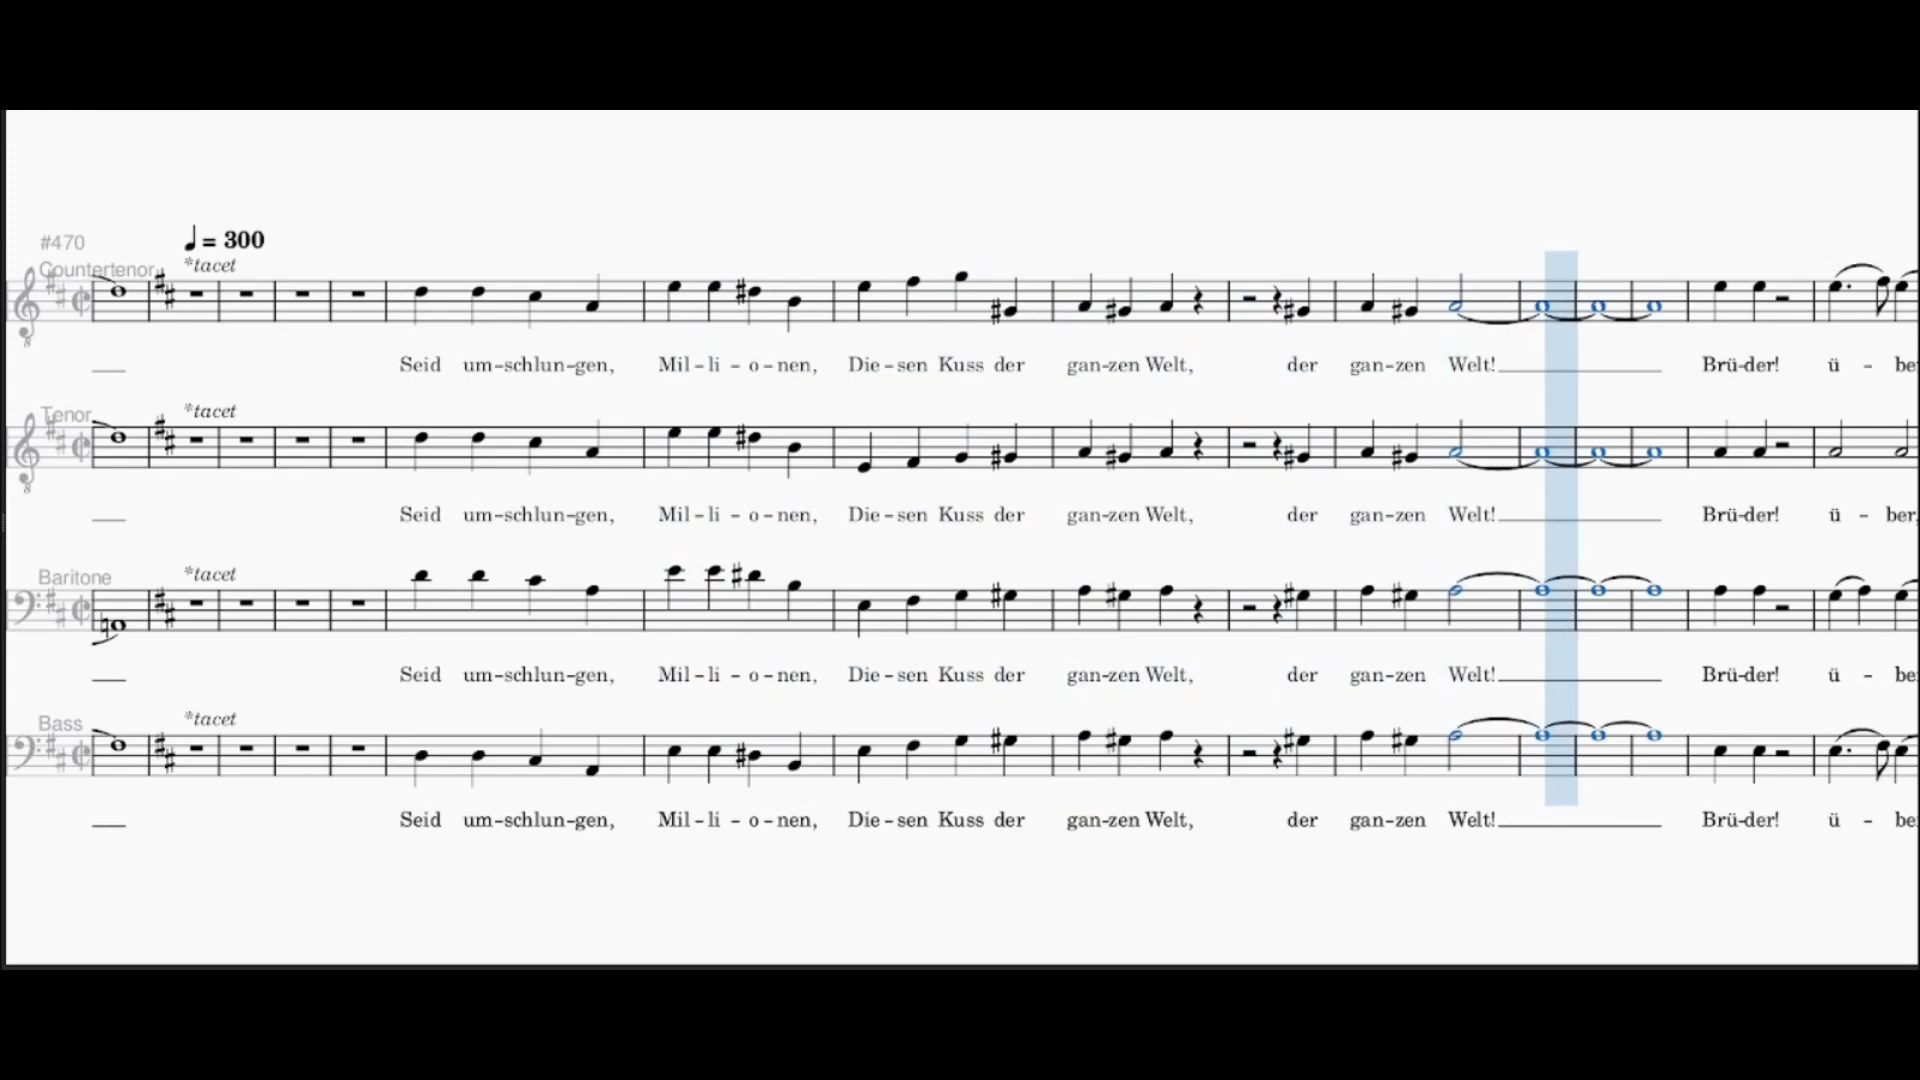 #470
♩ = 300
Countertenor
*tacet
Seid um-schlun-gen, Mil-li-o-nen, Die-sen Kuss der gan-zen Welt, der gan-zen Welt! Brü-der! ü - be
Tenor
*tacet
Seid um-schlun-gen, Mil-li-o-nen, Die-sen Kuss der gan-zen Welt, der gan-zen Welt! Brü-der! ü - ber,
Baritone
*tacet
Seid um-schlun-gen, Mil-li-o-nen, Die-sen Kuss der gan-zen Welt, der gan-zen Welt! Brü-der! ü - be
Bass
*tacet
Seid um-schlun-gen, Mil-li-o-nen, Die-sen Kuss der gan-zen Welt, der gan-zen Welt! Brü-der! ü - be